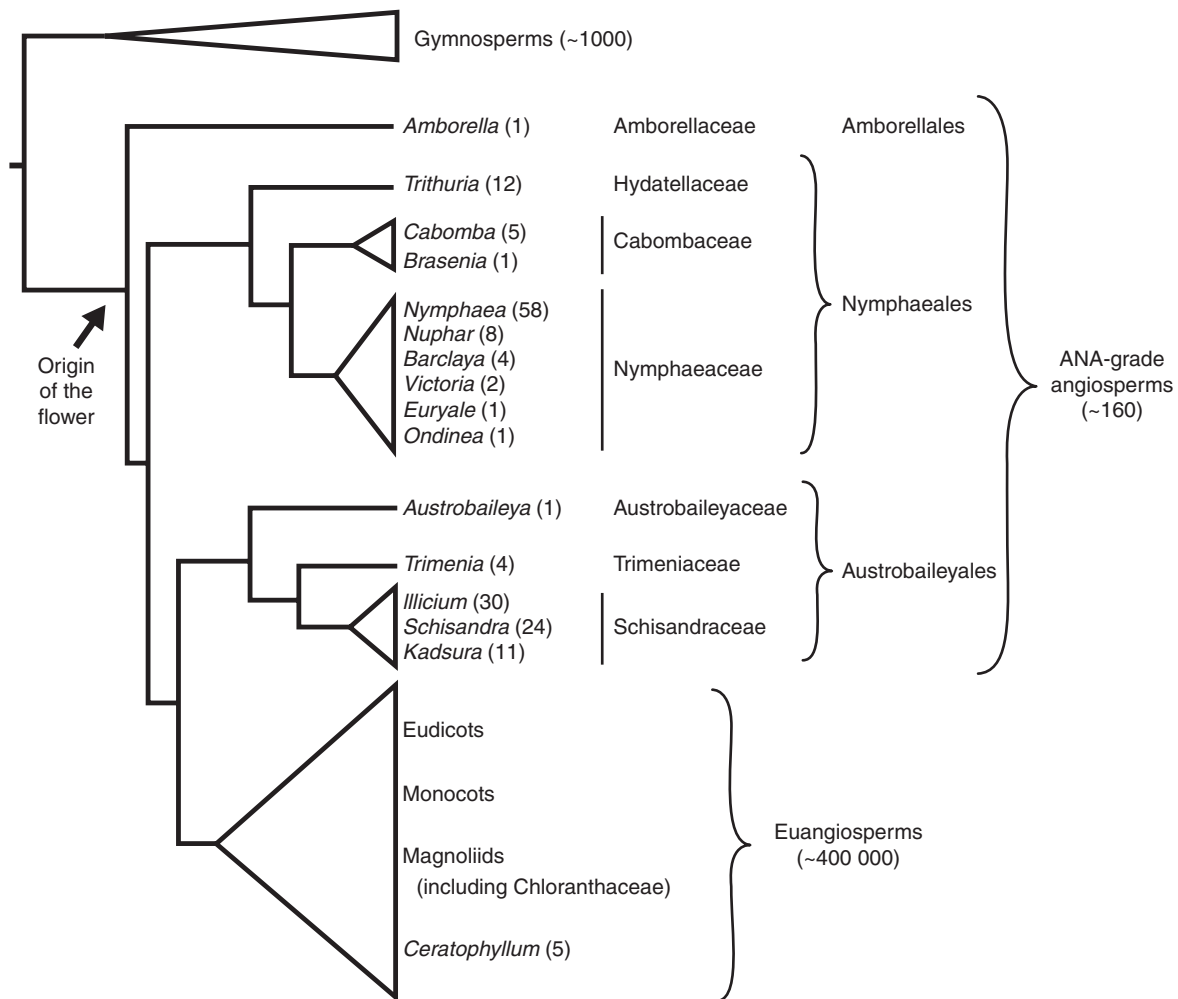 Gymnosperms (~1000)
Amborella (1) Amborellaceae Amborellales
Trithuria (12) Hydatellaceae
Cabomba (5)
Brasenia (1)
Cabombaceae
Nymphaea (58)
Nuphar (8)
Barclaya (4)
Victoria (2)
Euryale (1)
Ondinea (1)
Nymphaeaceae
Nymphaeales
Origin
of the
flower
ANA-grade
angiosperms
(~160)
Austrobaileya (1) Austrobaileyaceae
Trimenia (4) Trimeniaceae
Illicium (30)
Schisandra (24)
Kadsura (11)
Schisandraceae
Austrobaileyales
Eudicots
Monocots
Magnoliids
(including Chloranthaceae)
Ceratophyllum (5)
Euangiosperms
(~400 000)